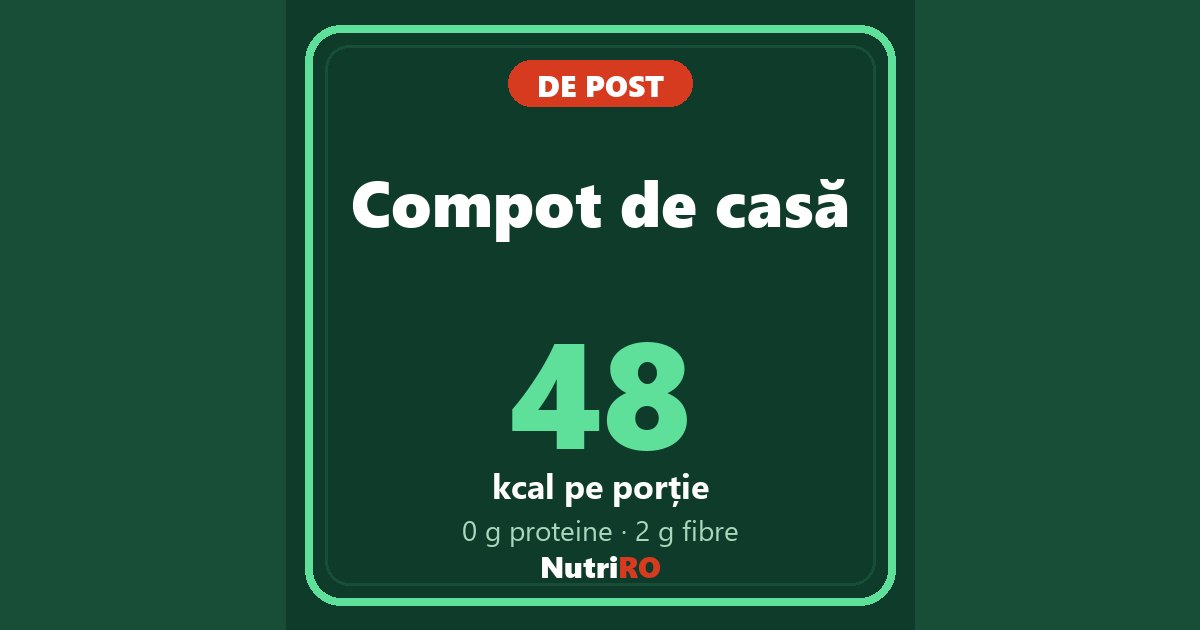 DE POST
Compot de casă
48
kcal pe porție
0 g proteine · 2 g fibre
NutriRO